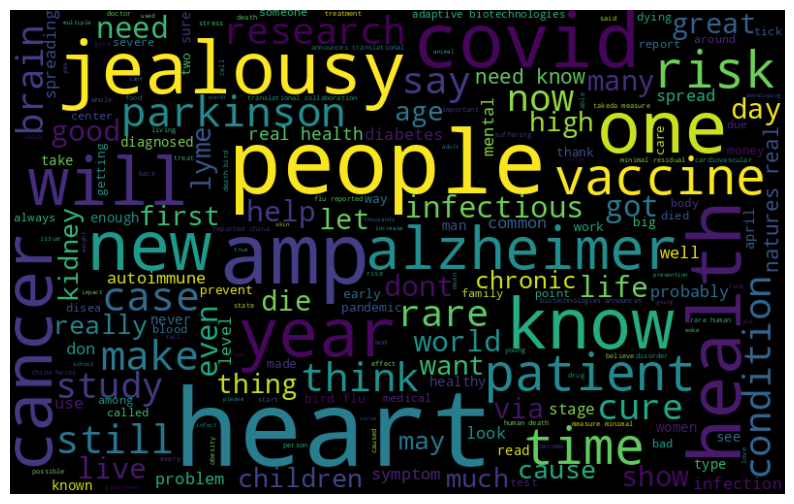 brain
spreading
need
severe
doctor
stress
death
used
multiple
treatment
announces translational
someone
research
covid
said
adaptive biotechnologies
dying
great
around
report
tick
sure
two
jealousy
say
need know
many
risk
spread
food
translational collaboration
center
parkinson
age
now
day
takeda measure
good
diagnosed
real health
diabetes
mental
high
one
care
due
money
take
getting
lyme
living
treat
death bird
thank
suffering
adult
minimal residual
cardiovascular
will
people
vaccine
back
flu reported
way
man
common
work
big
body
died
april
natures real
always
enough
first
help
let
infectious
got
issue
kidney
reported china
skin
thousands
increase
new
amp
alzheimer
well
health
autoimmune
prevent
dont
chronic
life
probably
condition
cancer
disea
case
die
rare
early
pandemic
point
family
biotechnologies announces
prevention
rare human
never
blood
state
really
even
level
year
world
know
don
make
want
young
believe
disorder
woke
china heres
school
study
thing
think
made
healthy
effect
drug
patient
use
among
called
bird flu
medical
via
stage
cure
women
please
start
human death
measure minimal
bad
see
still
heart
may
look
read
time
type
possible
every
person
obesity
caused
known
live
problem
children
symptom
much
test
cause
show
infection